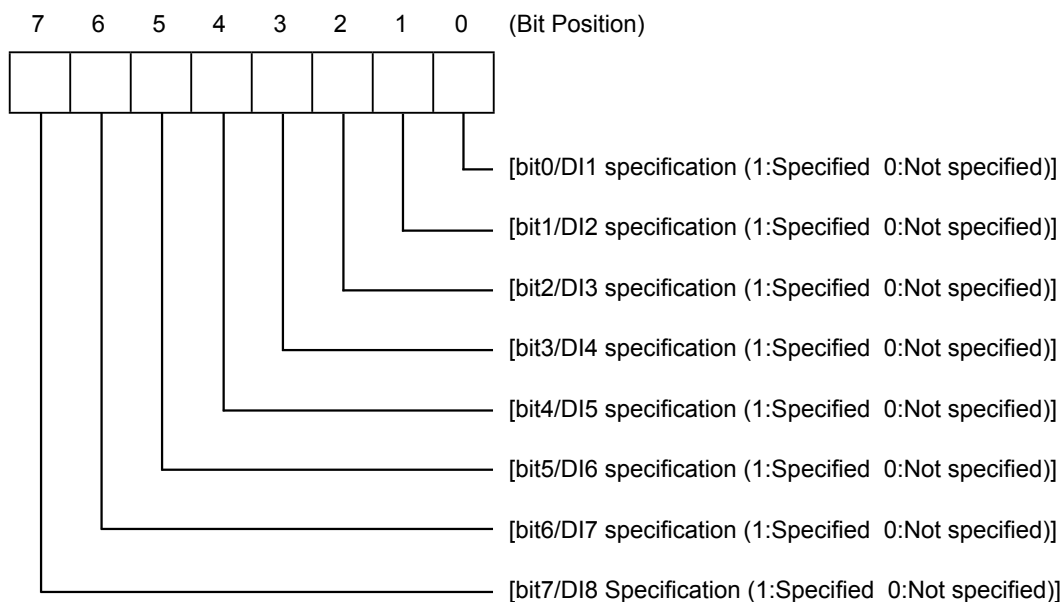 7 6 5 4 3 2 1 0 (Bit Position)
[bit0/DI1 specification (1:Specified 0:Not specified)]
[bit1/DI2 specification (1:Specified 0:Not specified)]
[bit2/DI3 specification (1:Specified 0:Not specified)]
[bit3/DI4 specification (1:Specified 0:Not specified)]
[bit4/DI5 specification (1:Specified 0:Not specified)]
[bit5/DI6 specification (1:Specified 0:Not specified)]
[bit6/DI7 specification (1:Specified 0:Not specified)]
[bit7/DI8 Specification (1:Specified 0:Not specified)]